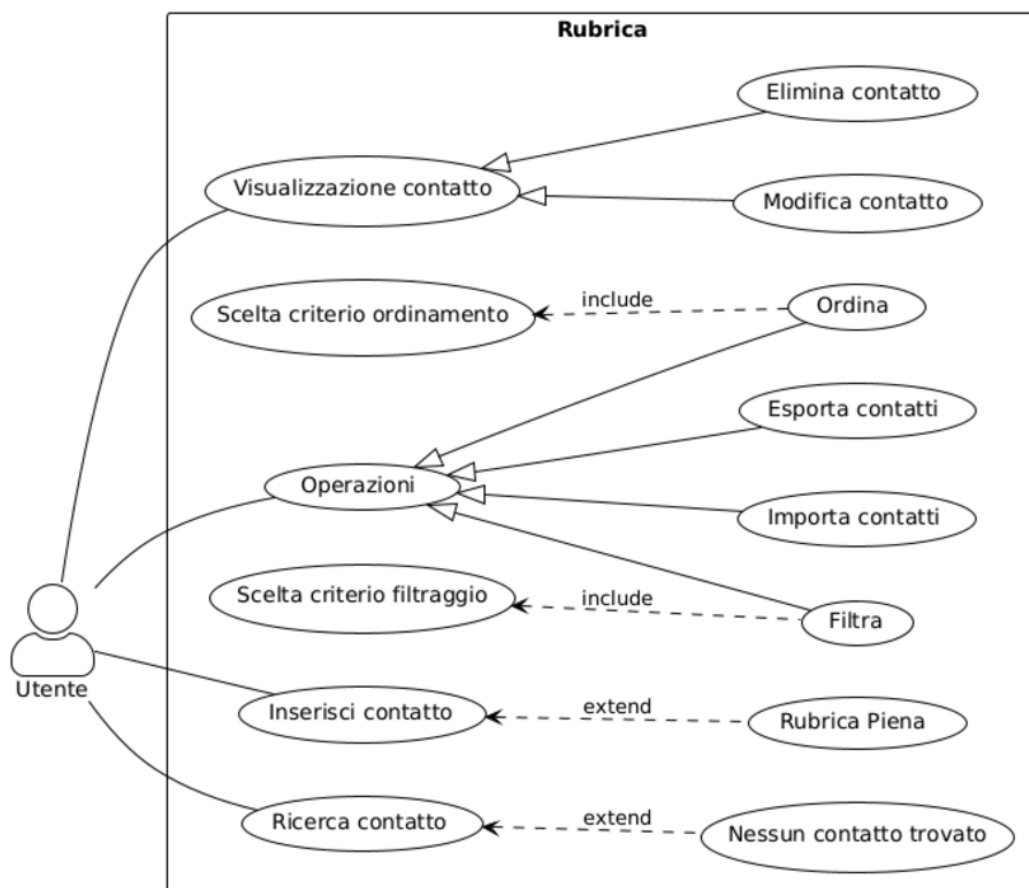 Rubrica
Elimina contatto
Visualizzazione contatto
Modifica contatto
include
Scelta criterio ordinamento
Ordina
Esporta contatti
Operazioni
Importa contatti
Scelta criterio filtraggio
include
Filtra
Utente
Inserisci contatto
extend
Rubrica Piena
Ricerca contatto
extend
Nessun contatto trovato